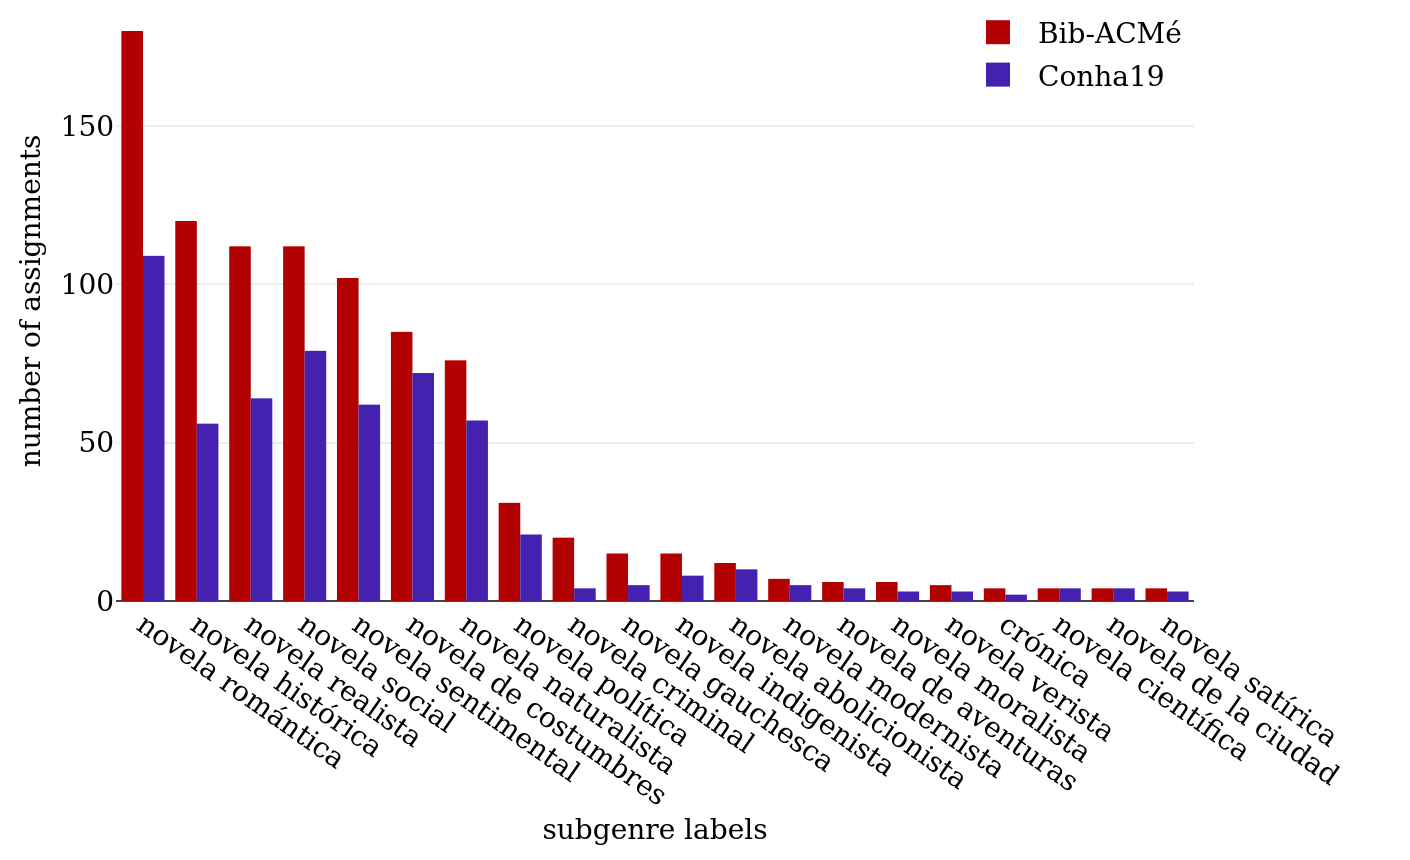 Bib-ACMé
Conha19
number of assignments
150
100
50
0
novela romántica
novela histórica
novela realista
novela social
novela sentimental
novela de costumbres
novela naturalista
novela política
novela criminal
novela gauchesca
novela indigenista
novela abolicionista
novela modernista
novela de aventuras
novela moralista
novela verista
crónica
novela científica
novela de la ciudad
novela satírica
subgenre labels